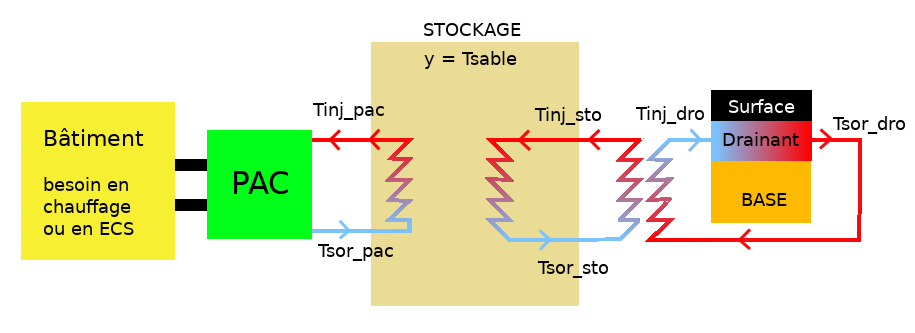 STOCKAGE
y = Tsable
Tinj_pac
Tinj_sto
Tinj_dro
Surface
Tsor_dro
Bâtiment
Drainant
besoin en
chauffage
ou en ECS
PAC
BASE
Tsor_pac
Tsor_sto